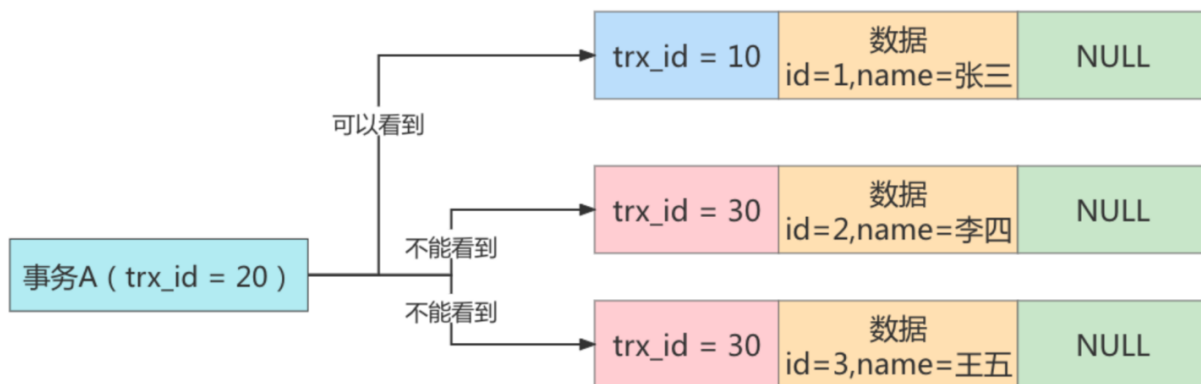 trx_id = 10
数据
id=1,name=张三
NULL
可以看到
trx_id = 30
数据
id=2,name=李四
NULL
不能看到
事务A（trx_id = 20）
不能看到
trx_id = 30
数据
id=3,name=王五
NULL